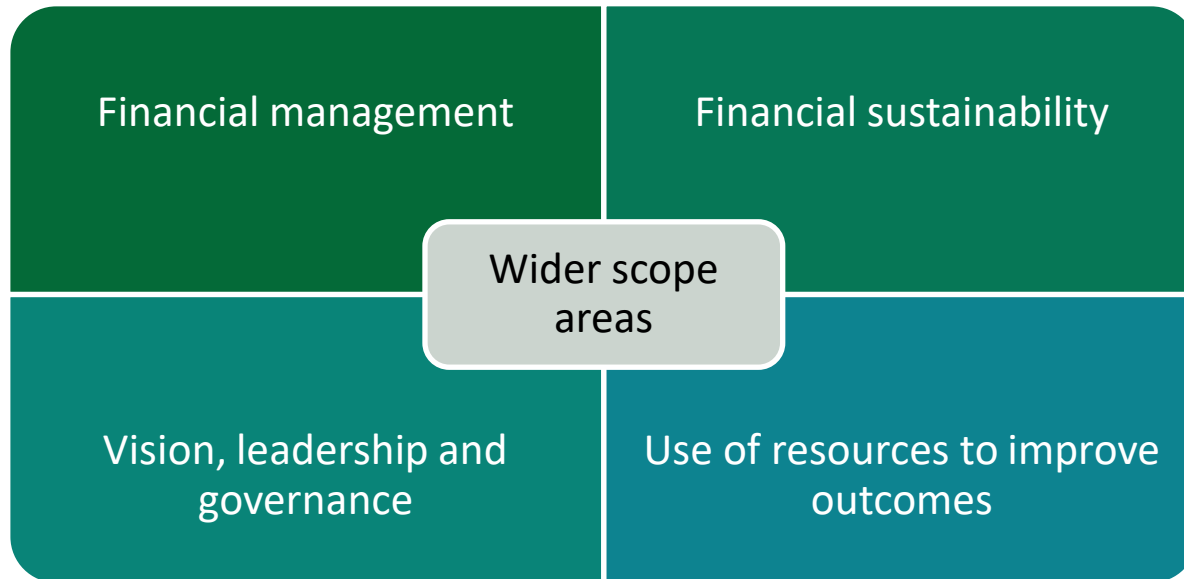 Financial management
Financial sustainability
Wider scope
areas
Vision, leadership and
governance
Use of resources to improve
outcomes